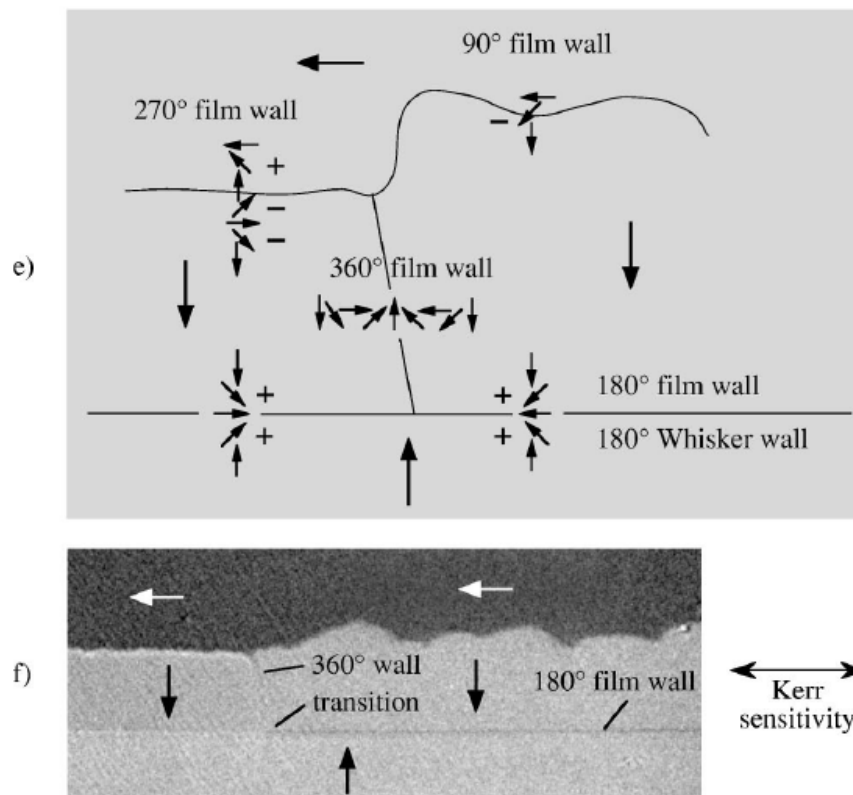 90° film wall
270° film wall
+
−
−
−
e)
360° film wall
+
+
+
+
180° film wall
180° Whisker wall
f)
360° wall
transition
180° film wall
Kerr
sensitivity